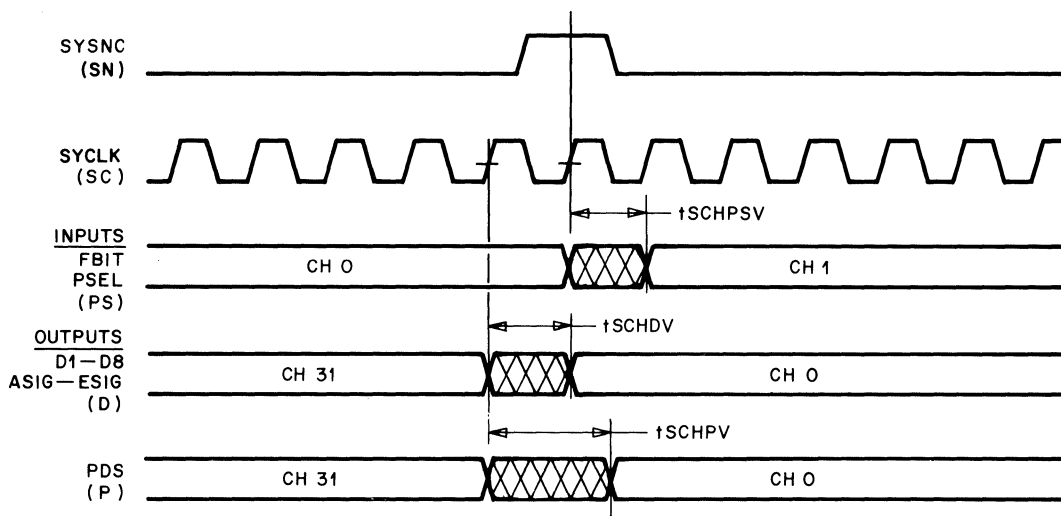 SYSNC
(SN)
SYCLK
(SC)
tSCHPSV
INPUTS
FBIT
PSEL
(PS)
CH 0
CH 1
tSCHDV
OUTPUTS
D1—D8
ASIG—ESIG
(D)
CH 31
CH 0
tSCHPV
PDS
(P)
CH 31
CH 0